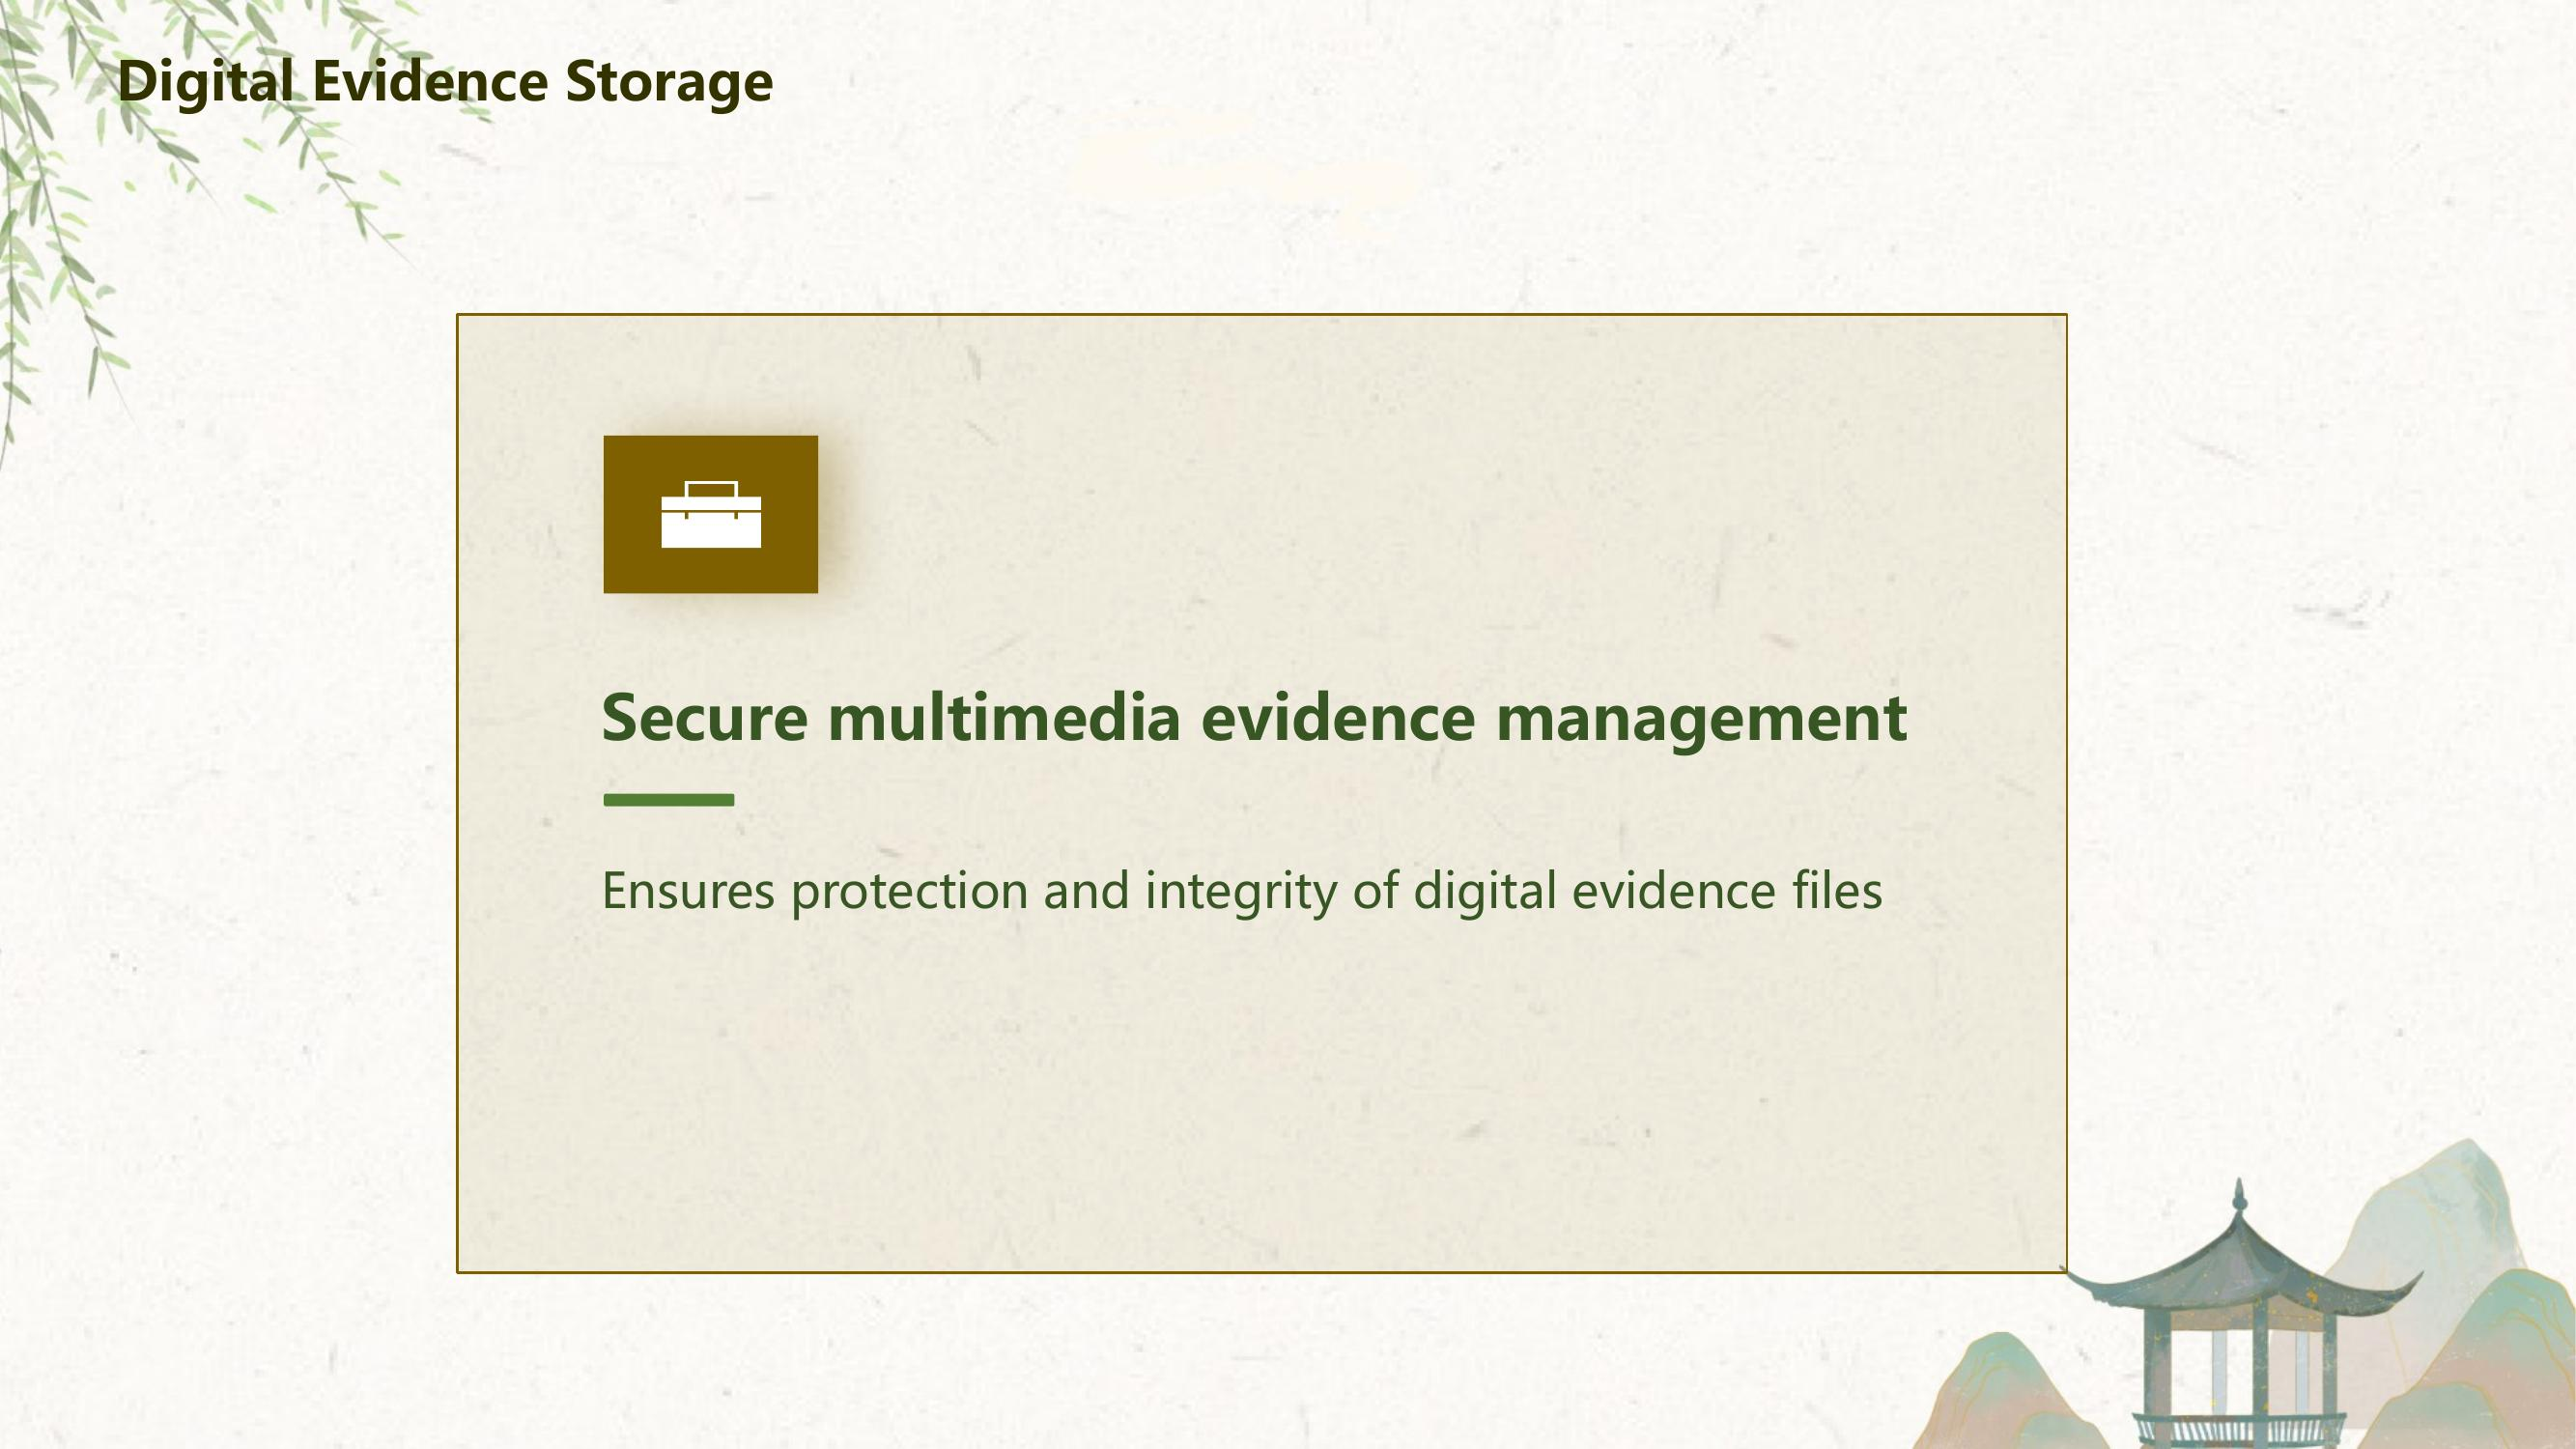 Digital Evidence Storage
Secure multimedia evidence management
Ensures protection and integrity of digital evidence files